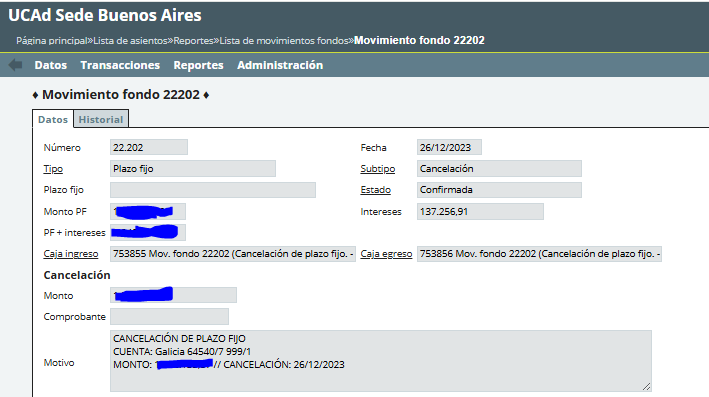 UCAd Sede Buenos Aires
Página principal»Lista de asientos»Reportes»Lista de movimientos fondos»Movimiento fondo 22202
Datos Transacciones Reportes Administración
♦ Movimiento fondo 22202 ♦
Datos Historial
Número 22.202 Fecha 26/12/2023
Tipo Plazo fijo Subtipo Cancelación
Plazo fijo Estado Confirmada
Monto PF Intereses 137.256,91
PF + intereses
Caja ingreso 753855 Mov. fondo 22202 (Cancelación de plazo fijo. - Caja egreso 753856 Mov. fondo 22202 (Cancelación de plazo fijo. -
Cancelación
Monto
Comprobante
CANCELACIÓN DE PLAZO FIJO
CUENTA: Galicia 64540/7 999/1
Motivo MONTO: // CANCELACIÓN: 26/12/2023